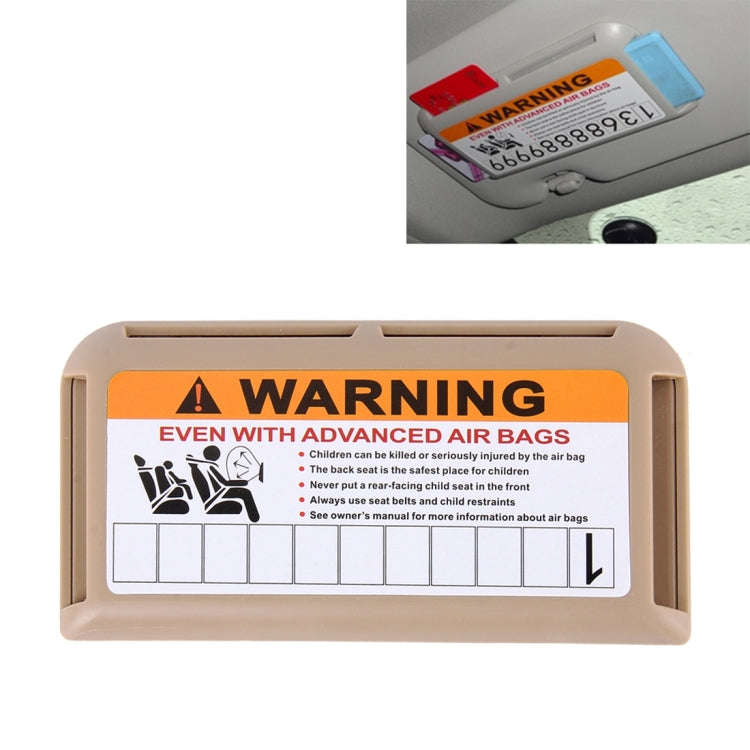 WARNING
EVEN WITH ADVANCED AIR BAGS
WARNING
EVEN WITH ADVANCED AIR BAGS
• Children can be killed or seriously injured by the air bag
• The back seat is the safest place for children
• Never put a rear-facing child seat in the front
• Always use seat belts and child restraints
• See owner's manual for more information about air bags
1